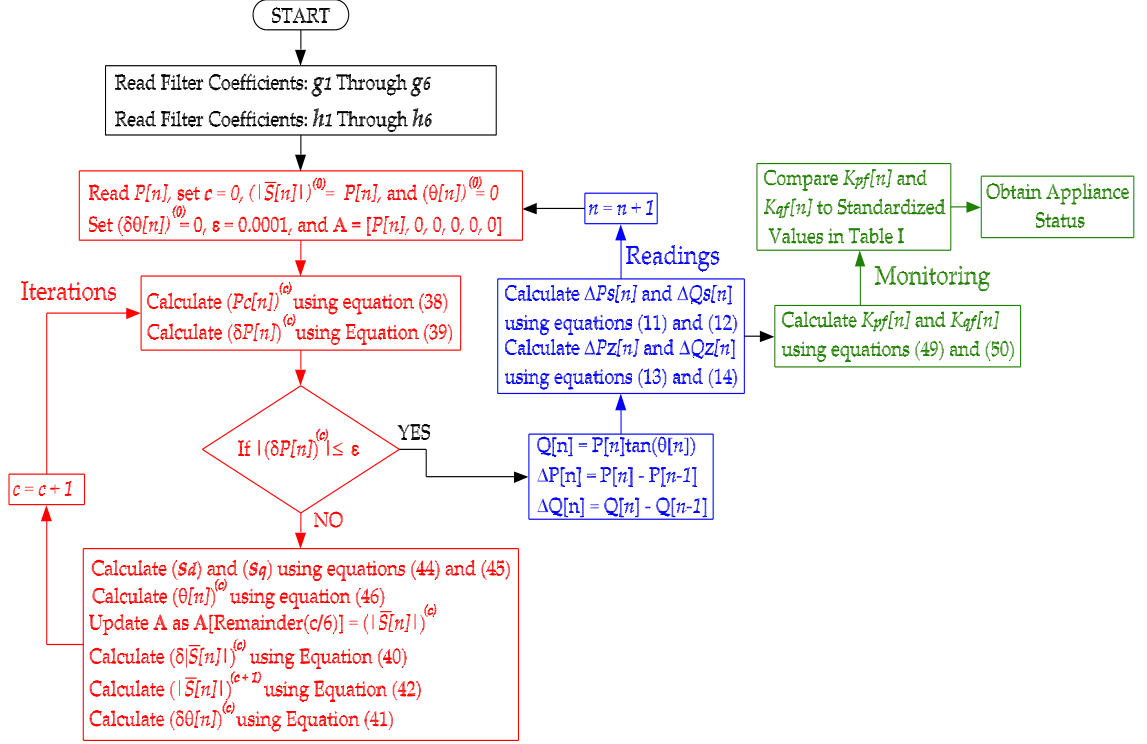 START
Read Filter Coefficients: g1 Through g6
Read Filter Coefficients: h1 Through h6
Read P[n], set c = 0, (|S̅[n]|)^(0) = P[n], and (θ[n])^(0) = 0
Set (δθ[n])^(0) = 0, ε = 0.0001, and A = [P[n], 0, 0, 0, 0, 0]
Iterations
Calculate (Pc[n])^(c) using equation (38)
Calculate (δP[n])^(c) using Equation (39)
If |(δP[n])^(c)| ≤ ε
YES
NO
c = c + 1
Calculate (Sd) and (Sq) using equations (44) and (45)
Calculate (θ[n])^(c) using equation (46)
Update A as A[Remainder(c/6)] = (|S̅[n]|)^(c)
Calculate (δ|S̅[n]|)^(c) using Equation (40)
Calculate (|S̅[n]|)^(c + 1) using Equation (42)
Calculate (δθ[n])^(c) using Equation (41)
Q[n] = P[n]tan(θ[n])
ΔP[n] = P[n] - P[n-1]
ΔQ[n] = Q[n] - Q[n-1]
Calculate ΔPs[n] and ΔQs[n]
using equations (11) and (12)
Calculate ΔPz[n] and ΔQz[n]
using equations (13) and (14)
Readings
n = n + 1
Calculate Kpf[n] and Kqf[n]
using equations (49) and (50)
Monitoring
Compare Kpf[n] and
Kqf[n] to Standardized
Values in Table I
Obtain Appliance
Status